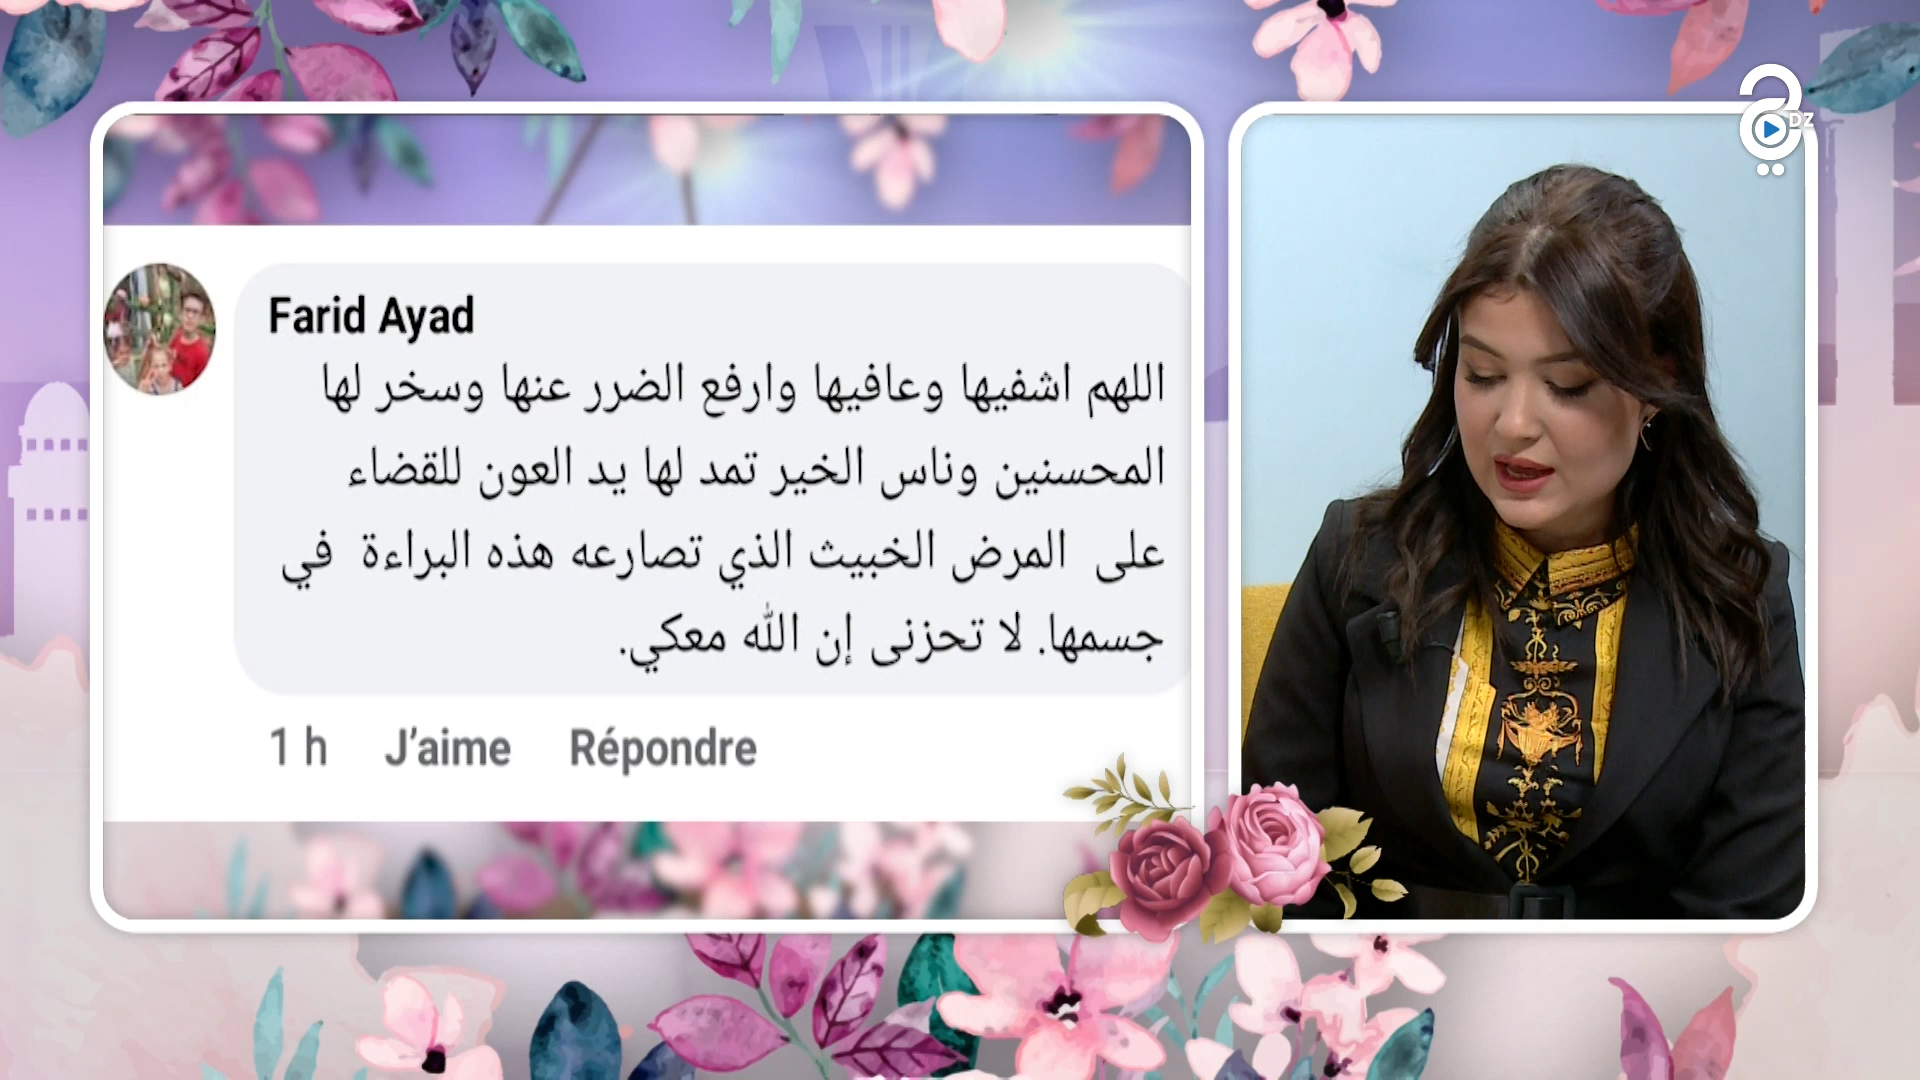 DZ
Farid Ayad
اللهم اشفيها وعافيها وارفع الضرر عنها وسخر لها
المحسنين وناس الخير تمد لها يد العون للقضاء
على المرض الخبيث الذي تصارعه هذه البراءة في
جسمها. لا تحزنى إن الله معكي.
1 h J’aime Répondre